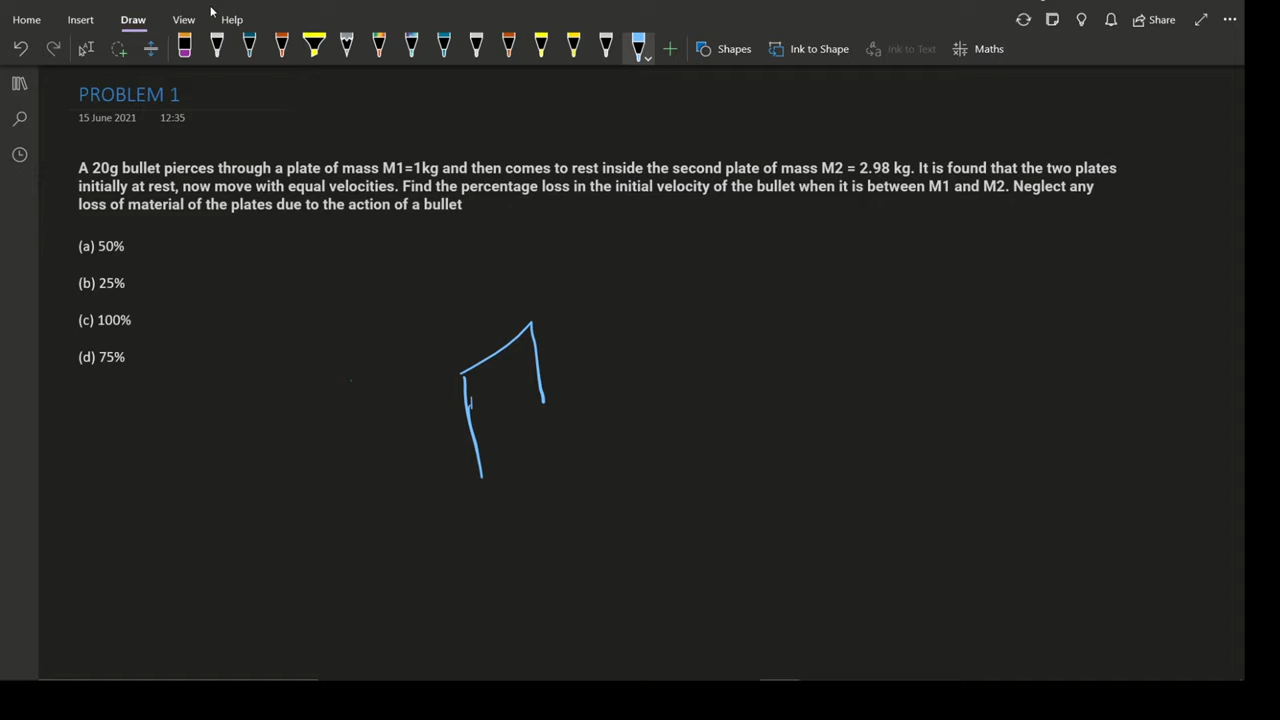 Home Insert Draw View Help Share
Shapes Ink to Shape Ink to Text Maths
PROBLEM 1
15 June 2021 12:35
A 20g bullet pierces through a plate of mass M1=1kg and then comes to rest inside the second plate of mass M2 = 2.98 kg. It is found that the two plates
initially at rest, now move with equal velocities. Find the percentage loss in the initial velocity of the bullet when it is between M1 and M2. Neglect any
loss of material of the plates due to the action of a bullet
(a) 50%
(b) 25%
(c) 100%
(d) 75%